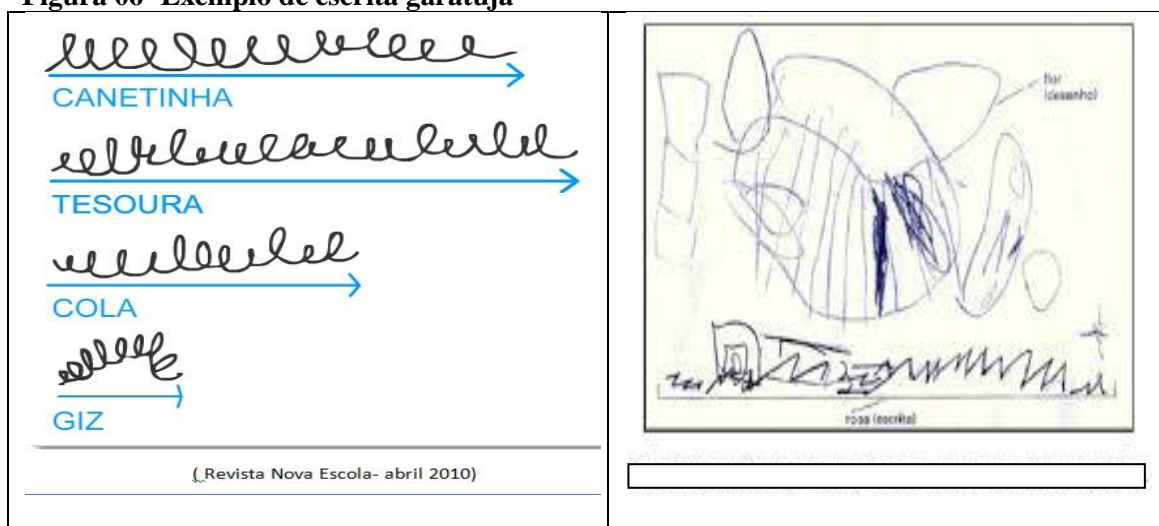 Figura 06- Exemplo de escrita garatuja
CANETINHA
TESOURA
COLA
GIZ
( Revista Nova Escola- abril 2010)
flor
(desenho)
rosa (escrita)